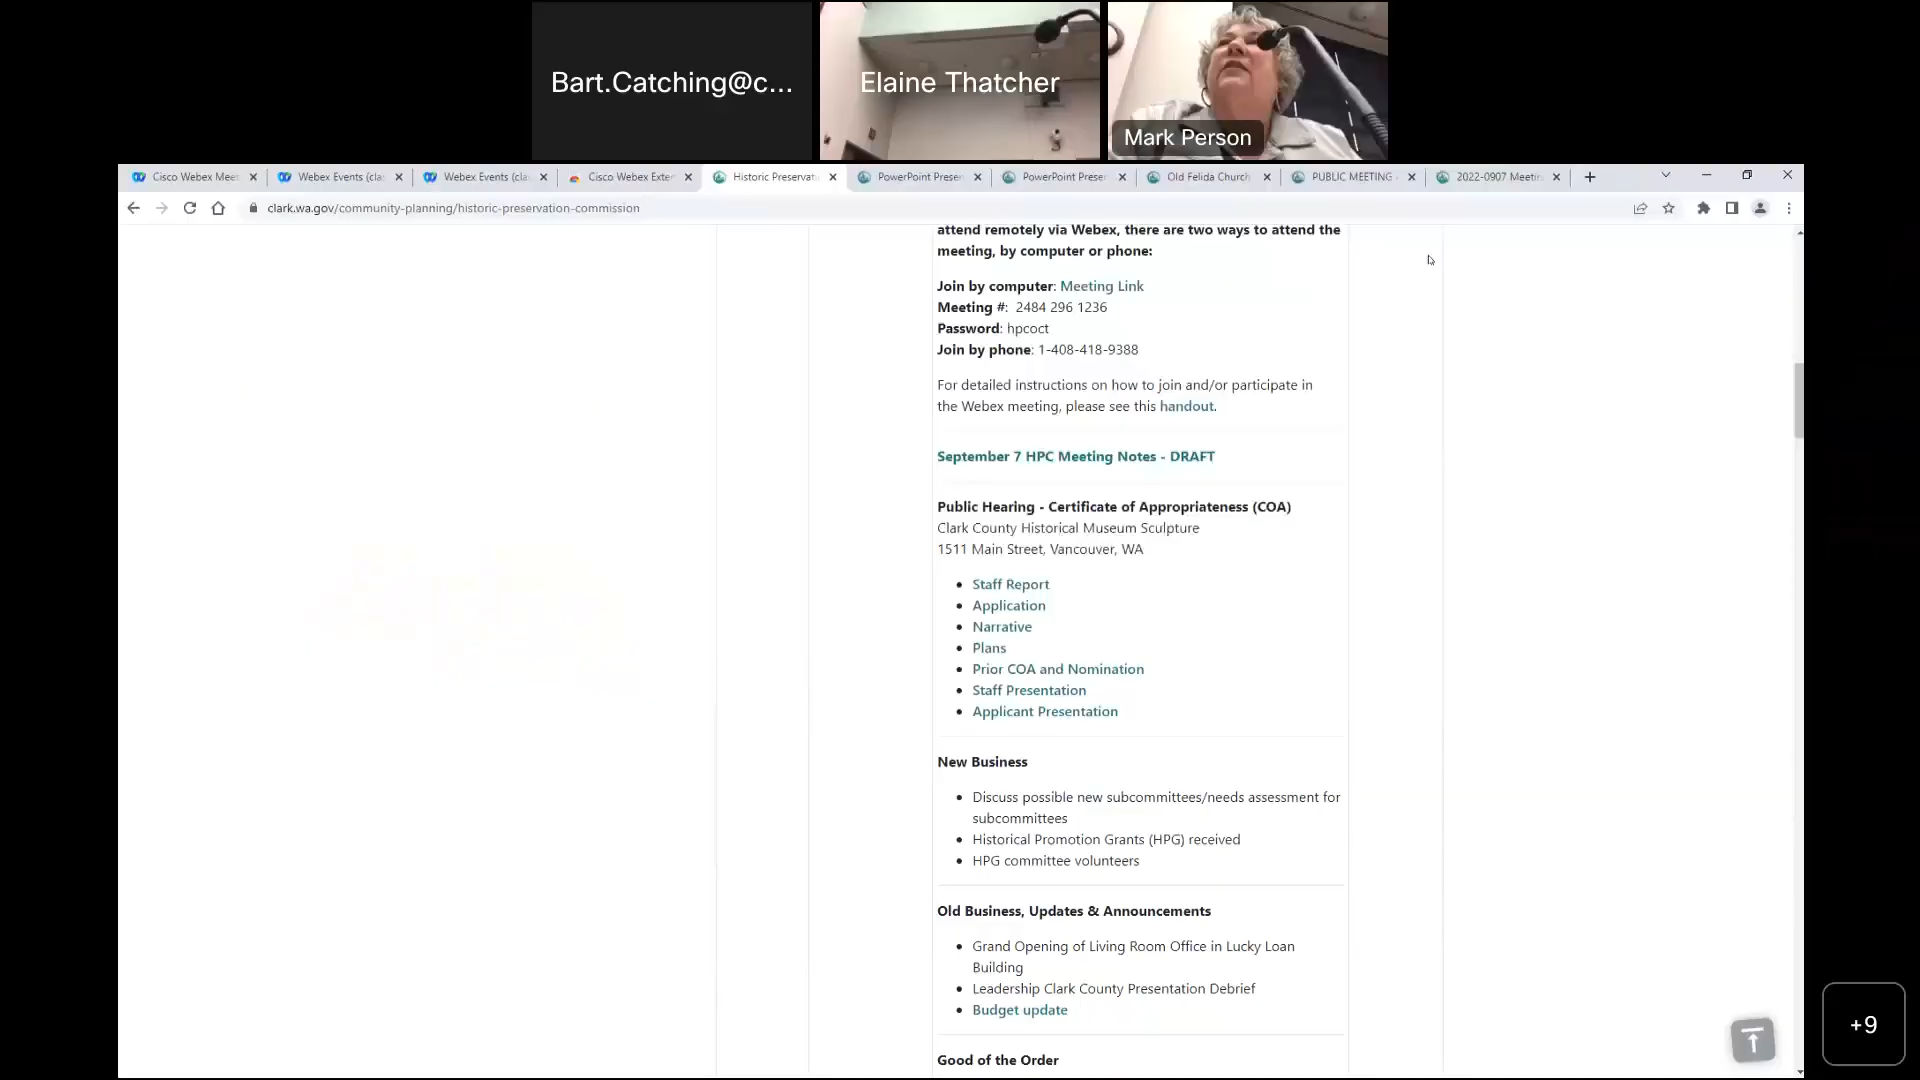 Bart.Catching@c...
Elaine Thatcher
Mark Person
Cisco Webex Meet
Webex Events (clas
Webex Events (clas
Cisco Webex Exten
Historic Preservati
PowerPoint Presen
PowerPoint Presen
Old Felida Church
PUBLIC MEETING -
2022-0907 Meetin
clark.wa.gov/community-planning/historic-preservation-commission
attend remotely via Webex, there are two ways to attend the
meeting, by computer or phone:
Join by computer: Meeting Link
Meeting #: 2484 296 1236
Password: hpcoct
Join by phone: 1-408-418-9388
For detailed instructions on how to join and/or participate in
the Webex meeting, please see this handout.
September 7 HPC Meeting Notes - DRAFT
Public Hearing - Certificate of Appropriateness (COA)
Clark County Historical Museum Sculpture
1511 Main Street, Vancouver, WA
• Staff Report
• Application
• Narrative
• Plans
• Prior COA and Nomination
• Staff Presentation
• Applicant Presentation
New Business
• Discuss possible new subcommittees/needs assessment for
subcommittees
• Historical Promotion Grants (HPG) received
• HPG committee volunteers
Old Business, Updates & Announcements
• Grand Opening of Living Room Office in Lucky Loan
Building
• Leadership Clark County Presentation Debrief
• Budget update
Good of the Order
+9